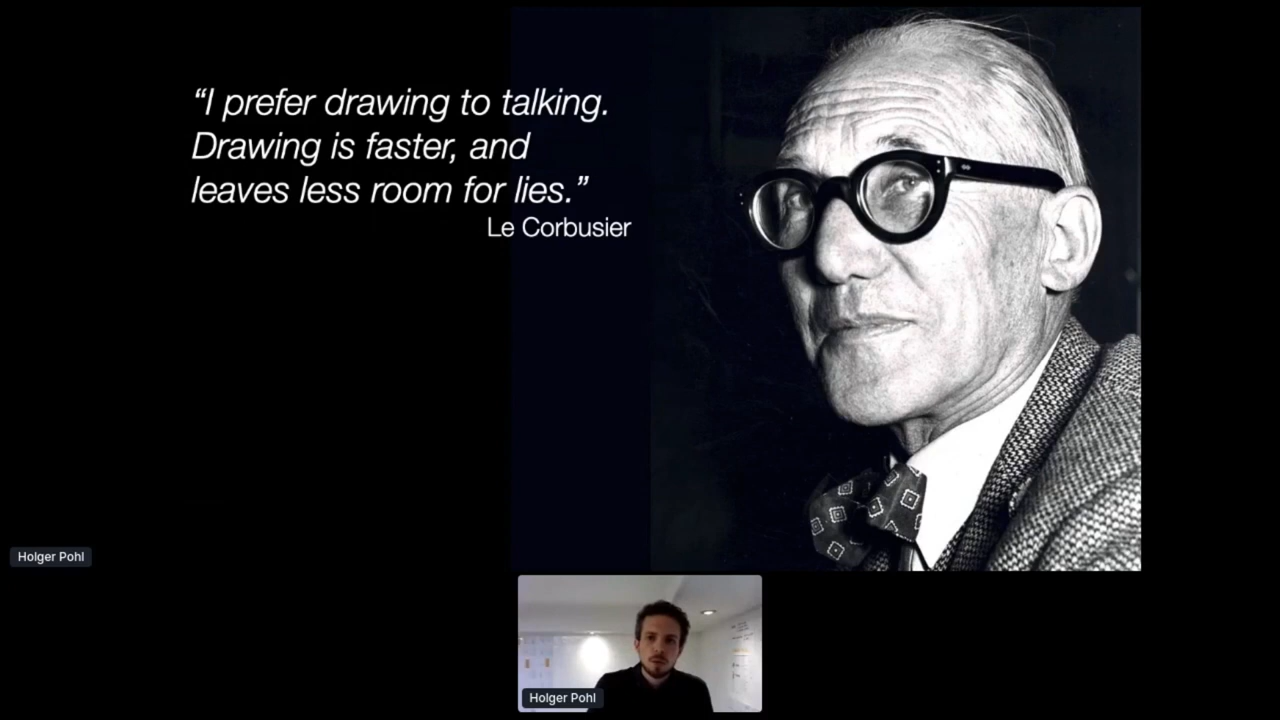 “I prefer drawing to talking.
Drawing is faster, and
leaves less room for lies.”
Le Corbusier
Holger Pohl
Holger Pohl